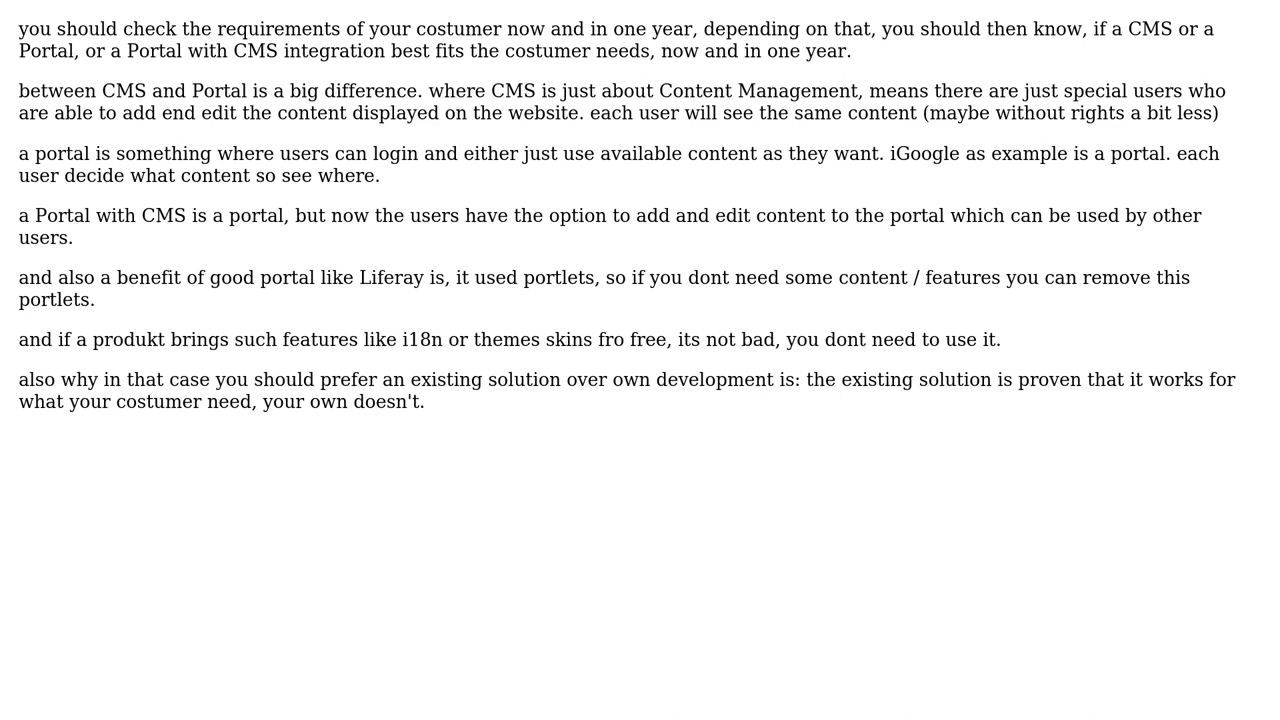 you should check the requirements of your costumer now and in one year, depending on that, you should then know, if a CMS or a
Portal, or a Portal with CMS integration best fits the costumer needs, now and in one year.
between CMS and Portal is a big difference. where CMS is just about Content Management, means there are just special users who
are able to add end edit the content displayed on the website. each user will see the same content (maybe without rights a bit less)
a portal is something where users can login and either just use available content as they want. iGoogle as example is a portal. each
user decide what content so see where.
a Portal with CMS is a portal, but now the users have the option to add and edit content to the portal which can be used by other
users.
and also a benefit of good portal like Liferay is, it used portlets, so if you dont need some content / features you can remove this
portlets.
and if a produkt brings such features like i18n or themes skins fro free, its not bad, you dont need to use it.
also why in that case you should prefer an existing solution over own development is: the existing solution is proven that it works for
what your costumer need, your own doesn't.